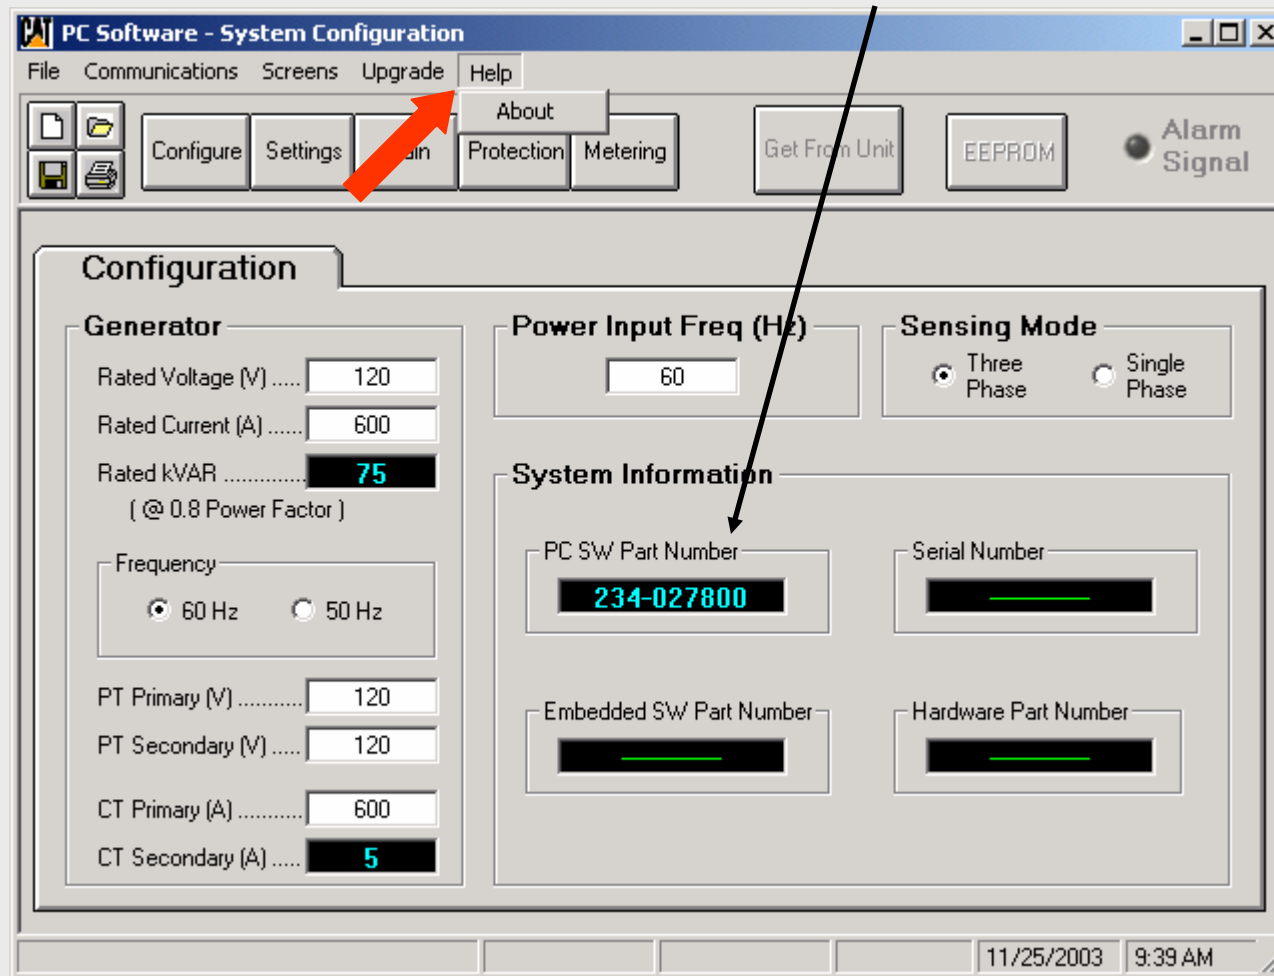 CAT PC Software - System Configuration
File Communications Screens Upgrade Help
About
Configure Settings Protection Metering Get From Unit EEPROM
Alarm
Signal
Configuration
Generator
Rated Voltage (V) ..... 120
Rated Current (A) ...... 600
Rated kVAR ............. 75
( @ 0.8 Power Factor )
Frequency
60 Hz 50 Hz
PT Primary (V) ........... 120
PT Secondary (V) ..... 120
CT Primary (A) ........... 600
CT Secondary (A) ..... 5
Power Input Freq (Hz)
60
Sensing Mode
Three
Phase
Single
Phase
System Information
PC SW Part Number
234-027800
Serial Number
Embedded SW Part Number
Hardware Part Number
11/25/2003 9:39 AM